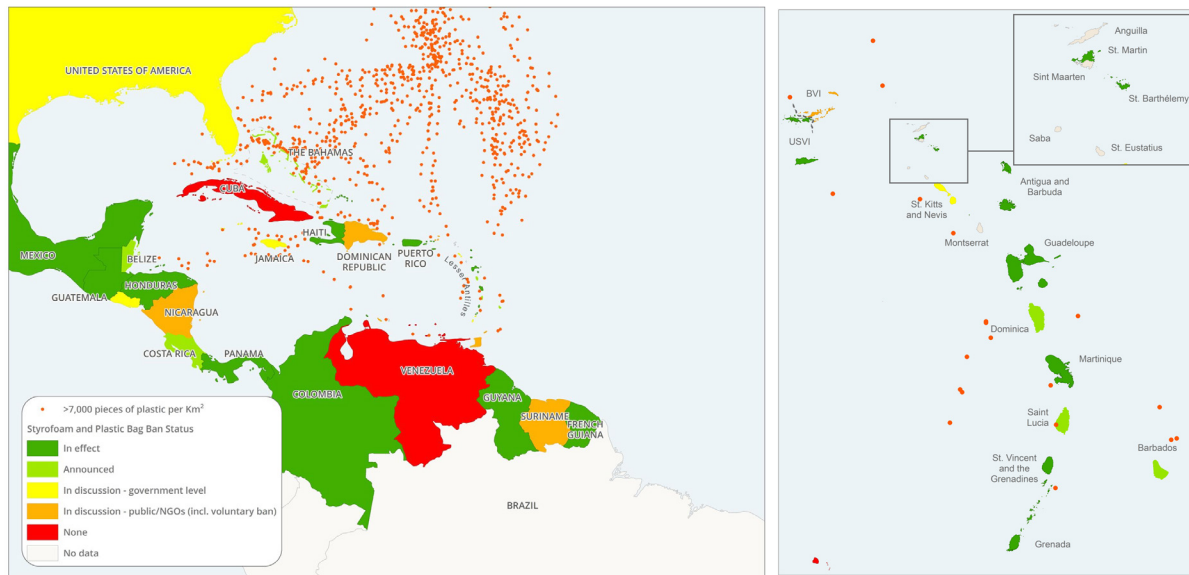 UNITED STATES OF AMERICA
THE BAHAMAS
CUBA
HAITI
DOMINICAN
REPUBLIC
PUERTO
RICO
JAMAICA
MEXICO
BELIZE
HONDURAS
GUATEMALA
NICARAGUA
COSTA RICA
PANAMA
Lesser Antilles
COLOMBIA
VENEZUELA
GUYANA
SURINAME
FRENCH
GUIANA
BRAZIL
>7,000 pieces of plastic per Km²
Styrofoam and Plastic Bag Ban Status
In effect
Announced
In discussion - government level
In discussion - public/NGOs (incl. voluntary ban)
None
No data
Anguilla
St. Martin
Sint Maarten
St. Barthélemy
Saba
St. Eustatius
BVI
USVI
Antigua and
Barbuda
St. Kitts
and Nevis
Montserrat
Guadeloupe
Dominica
Martinique
Saint
Lucia
Barbados
St. Vincent
and the
Grenadines
Grenada